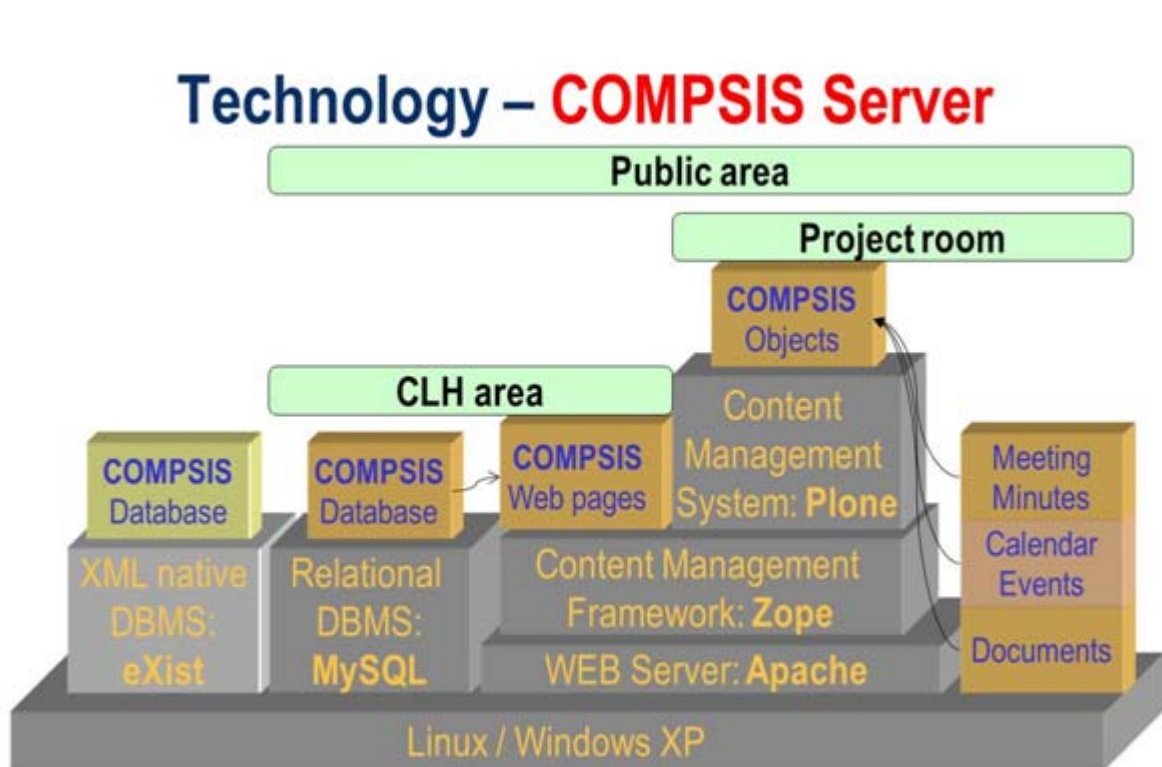 Technology – COMPSIS Server
Public area
Project room
COMPSIS
Objects
CLH area
Content
Management
System: Plone
COMPSIS
Database
COMPSIS
Database
COMPSIS
Web pages
Meeting
Minutes
Calendar
Events
Documents
XML native
DBMS:
eXist
Relational
DBMS:
MySQL
Content Management
Framework: Zope
WEB Server: Apache
Linux / Windows XP